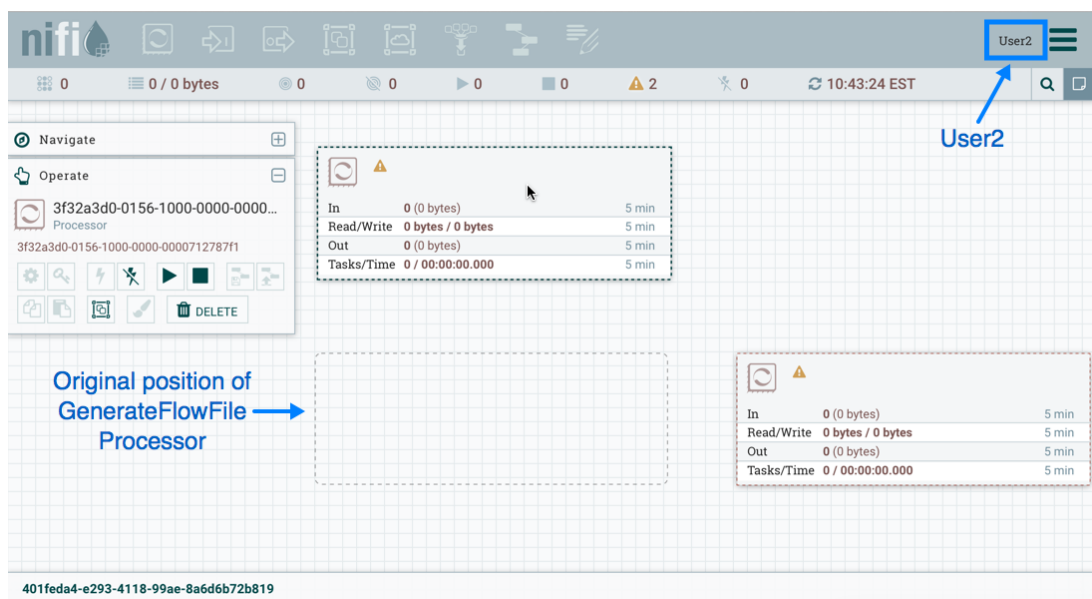 nifi
User2
0
0 / 0 bytes
0
0
0
0
2
0
10:43:24 EST
User2
Navigate
Operate
3f32a3d0-0156-1000-0000-0000...
Processor
3f32a3d0-0156-1000-0000-0000712787f1
DELETE
In 0 (0 bytes) 5 min
Read/Write 0 bytes / 0 bytes 5 min
Out 0 (0 bytes) 5 min
Tasks/Time 0 / 00:00:00.000 5 min
Original position of
GenerateFlowFile
Processor
In 0 (0 bytes) 5 min
Read/Write 0 bytes / 0 bytes 5 min
Out 0 (0 bytes) 5 min
Tasks/Time 0 / 00:00:00.000 5 min
401feda4-e293-4118-99ae-8a6d6b72b819